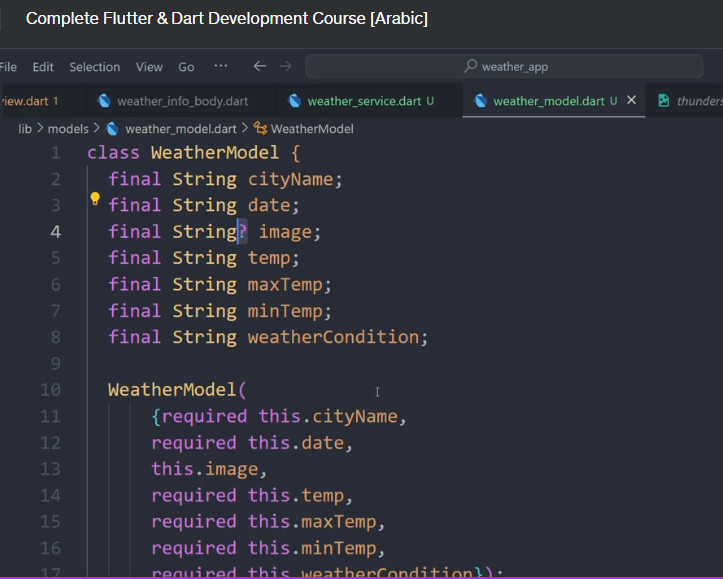 Complete Flutter & Dart Development Course [Arabic]
File Edit Selection View Go ... weather_app
view.dart 1 weather_info_body.dart weather_service.dart U weather_model.dart U thunders
lib > models > weather_model.dart > WeatherModel
1 class WeatherModel {
2 final String cityName;
3 final String date;
4 final String? image;
5 final String temp;
6 final String maxTemp;
7 final String minTemp;
8 final String weatherCondition;
9
10 WeatherModel(
11 {required this.cityName,
12 required this.date,
13 this.image,
14 required this.temp,
15 required this.maxTemp,
16 required this.minTemp,
17 required this.weatherCondition});